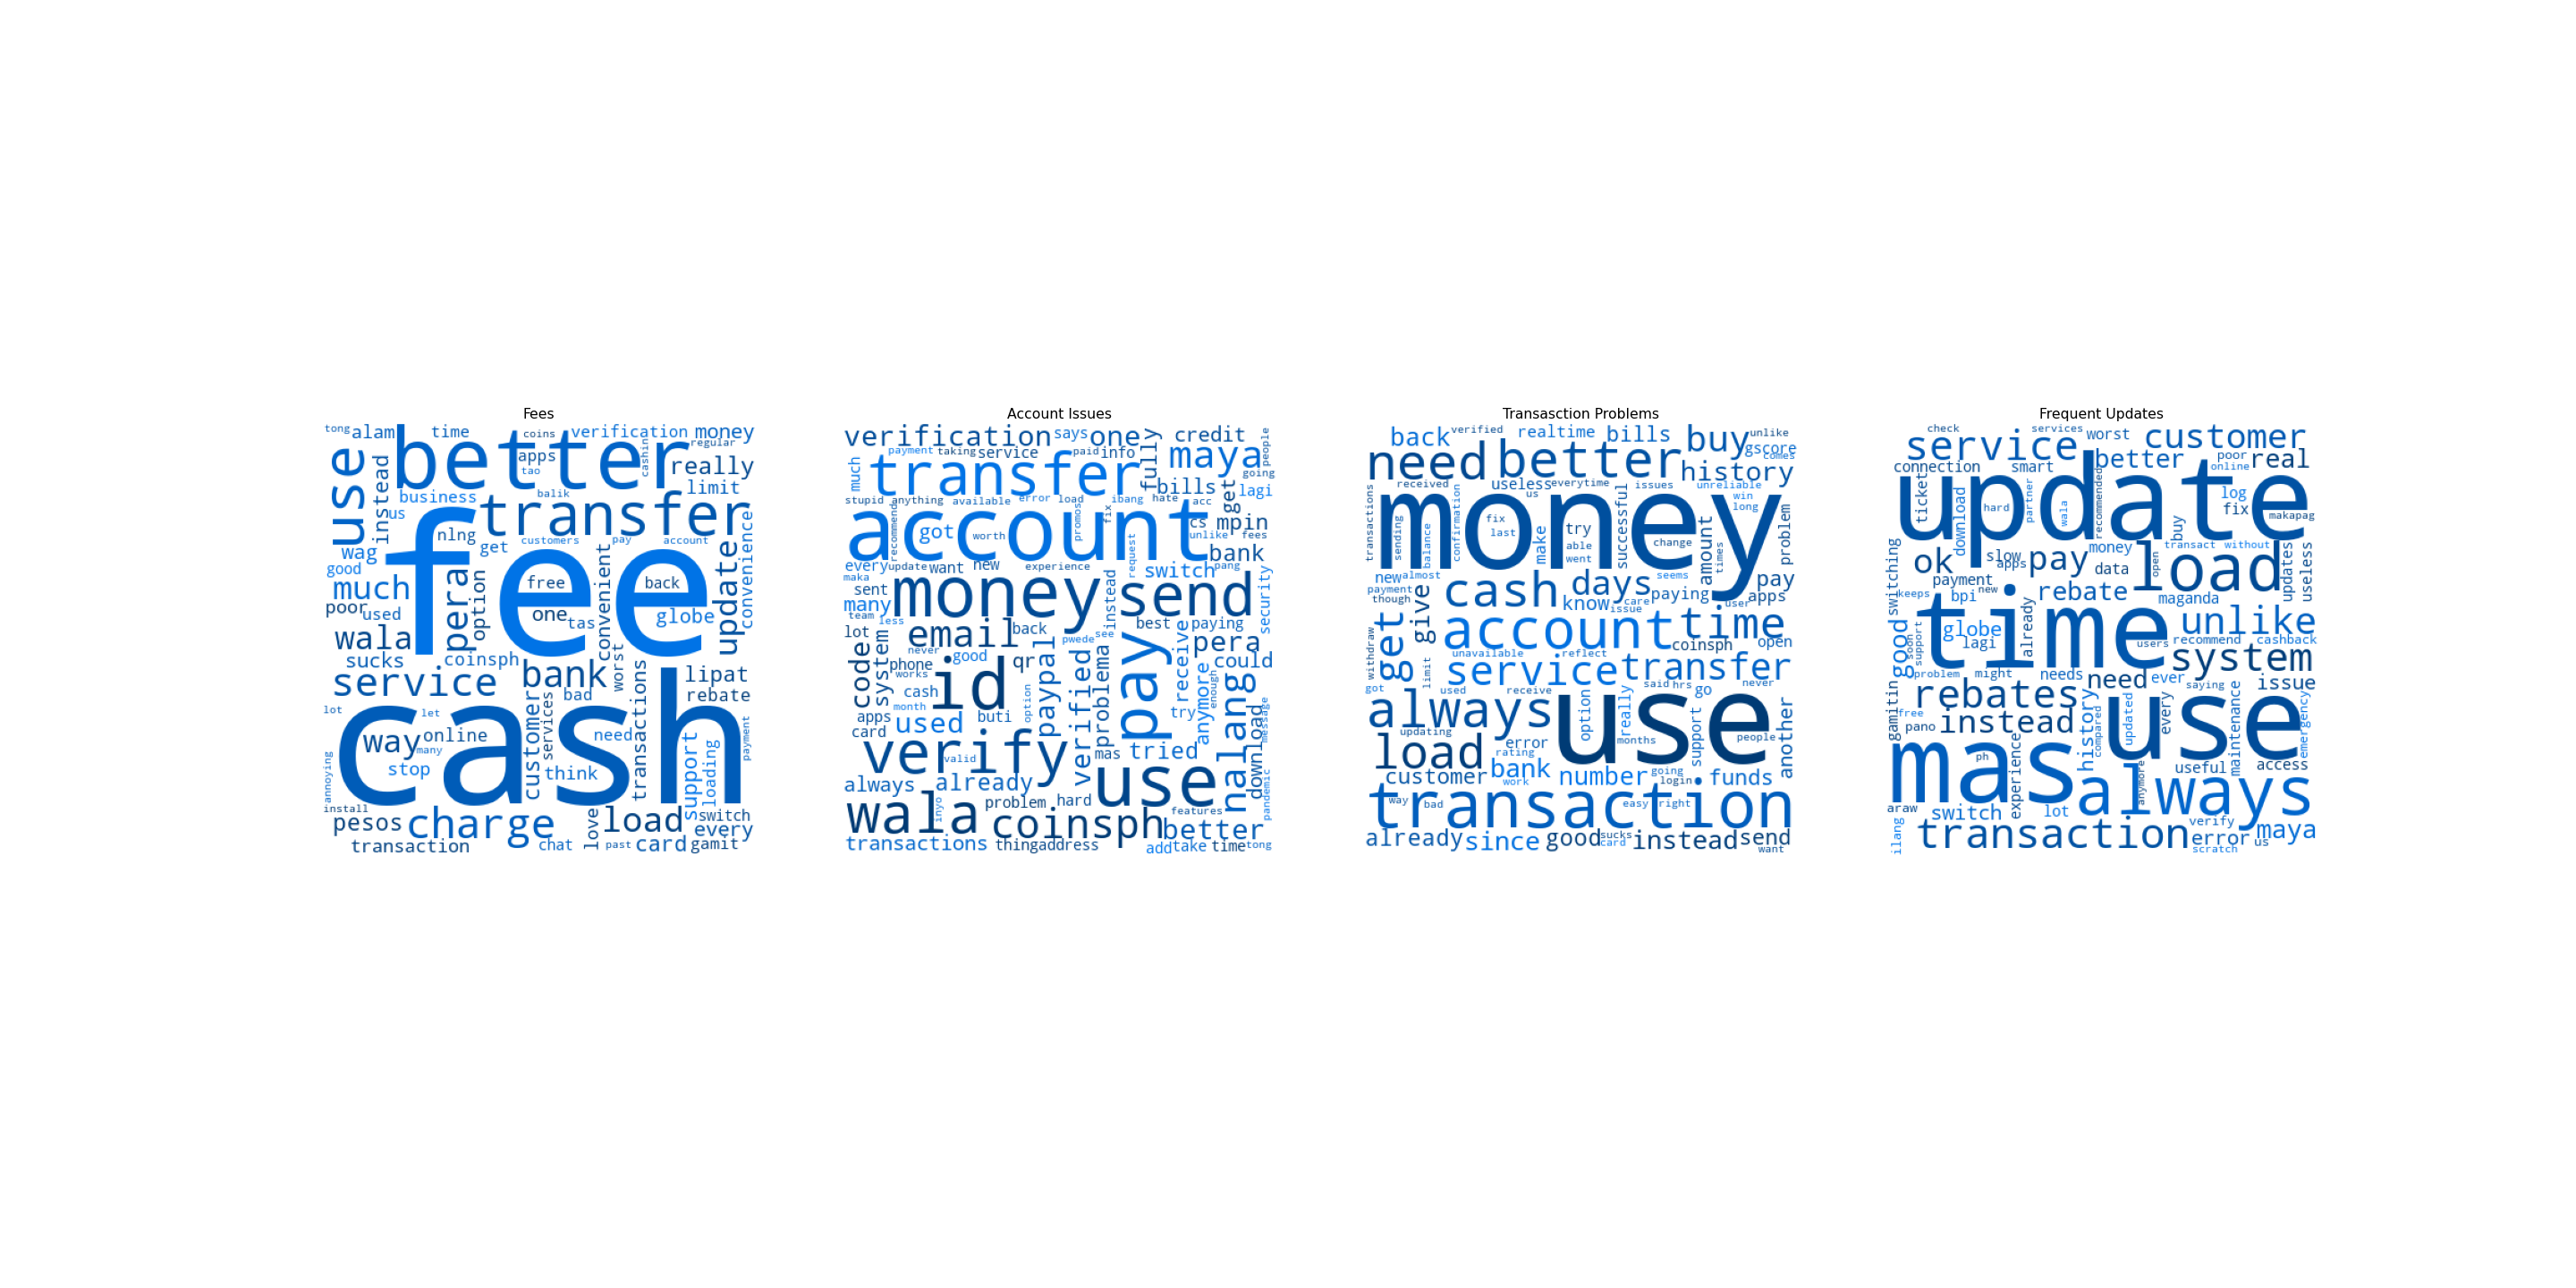 Fees
tong alam time coins verification money
better regular
use instead apps tao cashin really
business balik limit
us transfer
fee nlng customers pay account
wag get
good free back
much pera option convenient update convenience
poor used one tas globe
wala
sucks coinsph worst
service bank lipat
bad transactions rebate
cash customer services
lot let
way online many need
stop think support loading payment
annoying
install switch
pesos charge love load every
transaction chat past card gamit
Account Issues
verification says one fully credit people
payment taking service paid info maya
much transfer going
bills get lagi
stupid anything available error load ibang hate acc
account promos fix cs mpin
recommend got worth unlike fees
bank
every update want new experience request switch pang
maka
sent money send instead security
many
team less best paying
lot email back see receive pera
never pwede
code system phone good qr paypal verified problema pay could
works id anymore enough nalang
cash
month option
apps used buti try download message
card
verify mas tried
valid
always already use pandemic
features
wala inyo problem hard
coinsph better
transactions thing address add take time tong
Transasction Problems
back verified realtime bills buy unlike
gscore
need better history comes
received useless everytime issues unreliable
us win
transactions money long
sending balance confirmation fix last make try successful change amount times problem
able
went
new almost cash days seems pay
payment know care paying apps
though give issue user
get account time
coinsph open
withdraw unavailable reflect
limit service transfer
got used receive said hrs go never
always option really support another
updating use months people
load error
rating
customer bank number going funds
work login
transaction
way bad easy right
already since good sucks instead send
card want
Frequent Updates
check services worst customer
service better poor real
connection smart online
ticket update log
download hard partner wala recommended fix
buy makapag
ok slow pay money transact without
apps data open load updates useless
switching payment
keeps bpi new rebate maganda
good time already unlike
soon support globe
lagi recommend cashback
users system
problem might needs need ever saying issue
gamitin rebates
free history every maintenance emergency
pano instead compared updated use
mas experience
ph useful access
always anymore
araw
ilang switch lot verify
transaction error us maya
scratch